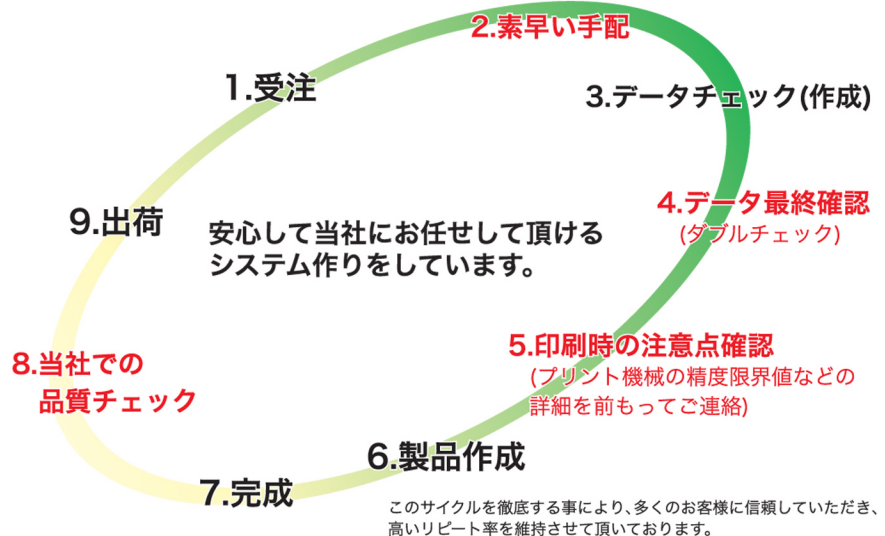 1.受注
2.素早い手配
3.データチェック(作成)
4.データ最終確認
(ダブルチェック)
5.印刷時の注意点確認
(プリント機械の精度限界値などの
詳細を前もってご連絡)
6.製品作成
7.完成
8.当社での
品質チェック
9.出荷
安心して当社にお任せして頂ける
システム作りをしています。
このサイクルを徹底する事により、多くのお客様に信頼していただき、
高いリピート率を維持させて頂いております。